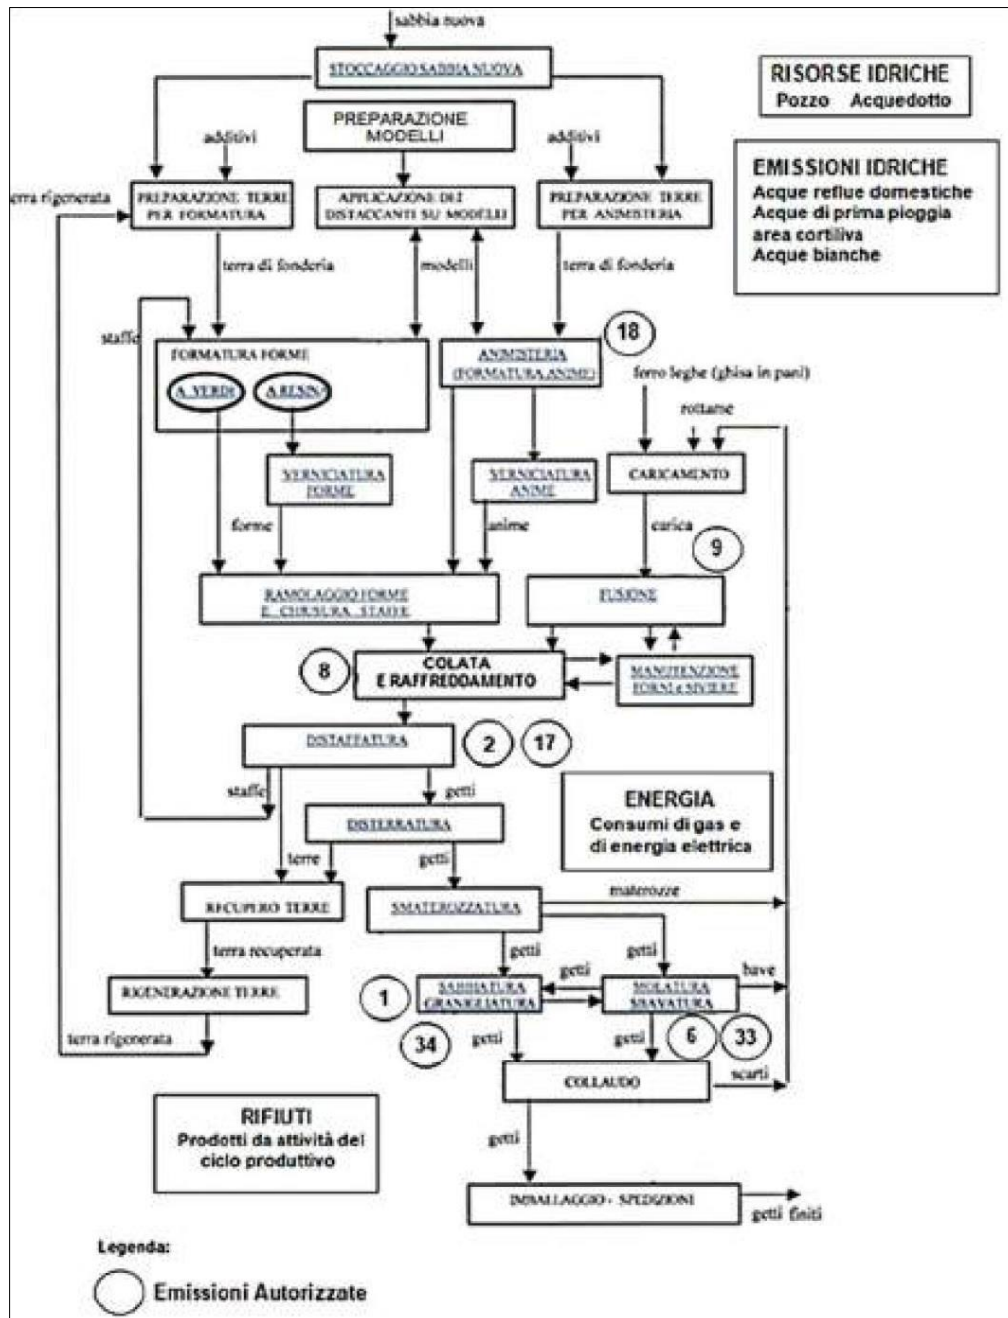 sabbia nuova
STOCCAGGIO SABBIA NUOVA
RISORSE IDRICHE
Pozzo Acquedotto
PREPARAZIONE
MODELLI
additivi
additivi
EMISSIONI IDRICHE
Acque reflue domestiche
Acque di prima pioggia
area cortiliva
Acque bianche
erra rigenerata
PREPARAZIONE TERRE
PER FORMATURA
APPLICAZIONE DEI
DISTACCANTI SU MODELLI
PREPARAZIONE TERRE
PER ANIMISTERIA
terra di fonderia
modelli
terra di fonderia
staffe
FORMATURA FORME
A VERDE
A RESINA
ANIMISTERIA
(FORMATURA ANIME)
18
ferro leghe (ghisa in pani)
rottame
VERNICIATURA
FORME
VERNICIATURA
ANIME
CARICAMENTO
forme
anime
carica
9
RAMOLAGGIO FORME
E CHIUSURA STAFFE
FUSIONE
8
COLATA
E RAFFREDDAMENTO
MANUTENZIONE
FORNI e SIVIERE
DISTAFFATURA
2
17
staffe
getti
ENERGIA
Consumi di gas e
di energia elettrica
DISTERRATURA
terre
getti
RECUPERO TERRE
SMATEROZZATURA
materozze
terra recuperata
getti
getti
getti
bave
RIGENERAZIONE TERRE
1
SABBIATURA
GRANIGLIATURA
MOLATURA
SBAVATURA
terra rigonerata
34
getti
getti
6
33
COLLAUDO
scarti
RIFIUTI
Prodotti da attività del
ciclo produttivo
getti
IMBALLAGGIO - SPEDIZIONI
getti finiti
Legenda:
Emissioni Autorizzate